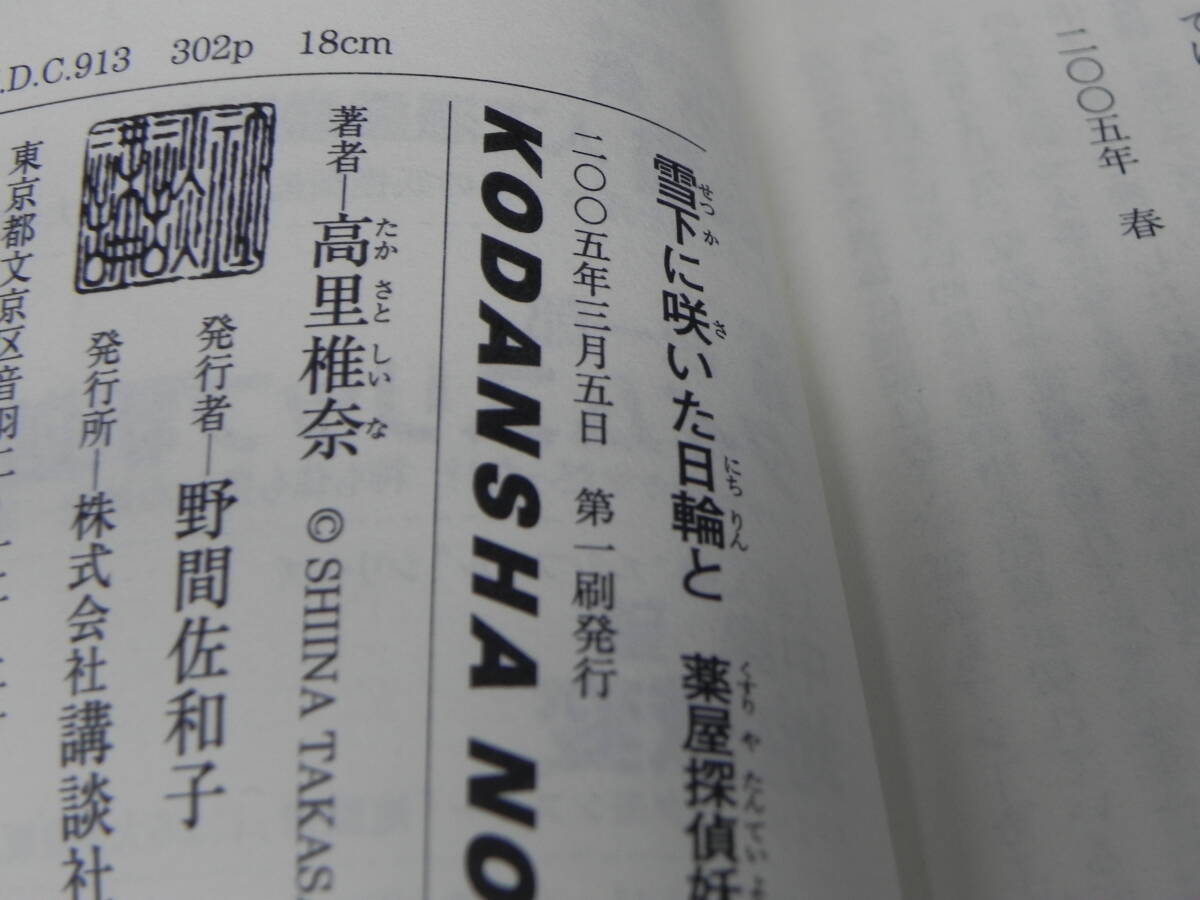 二〇〇五年 春
N.D.C.913 302p 18cm
雪下に咲いた日輪と 薬屋探偵妖
二〇〇五年三月五日 第一刷発行
KODANSHA NO
著者―高里椎奈 © SHIINA TAKAS
発行者―野間佐和子
発行所―株式会社講談社
東京都文京区音羽二